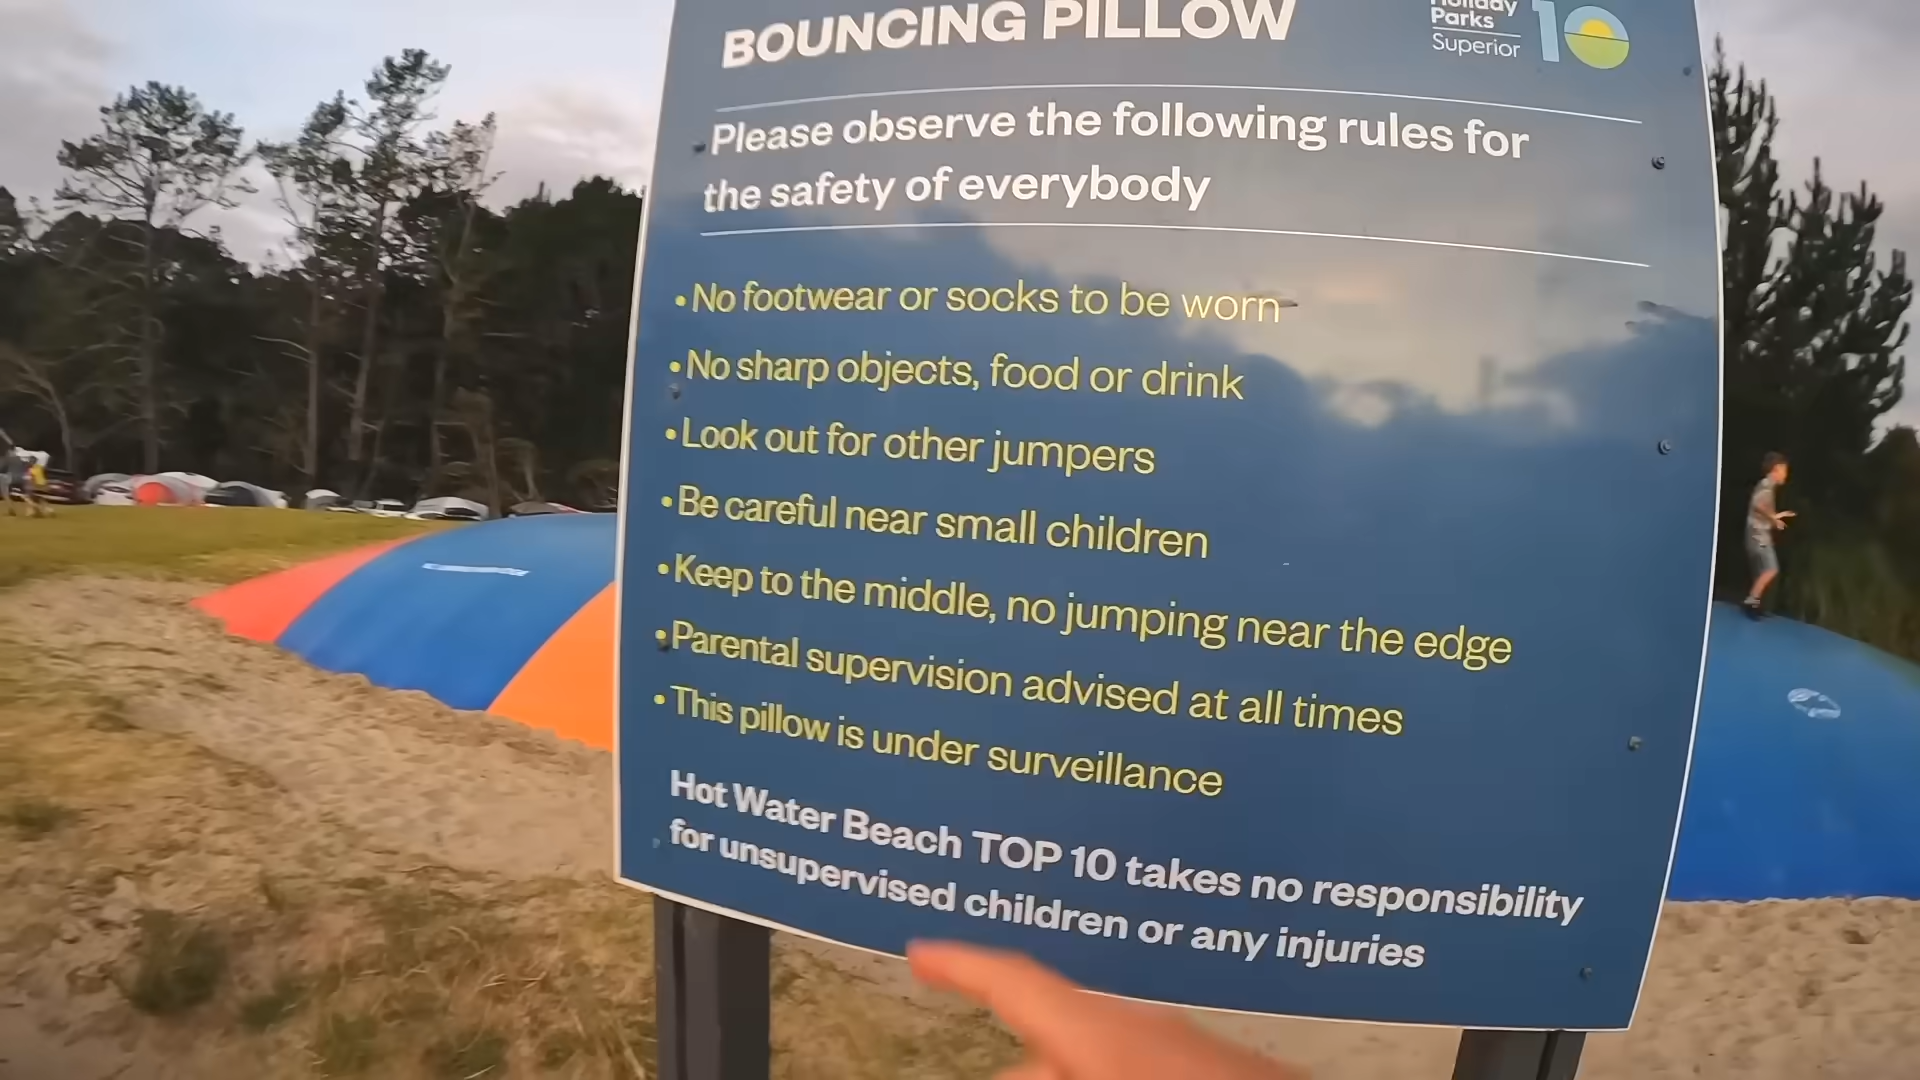 BOUNCING PILLOW
Holiday
Parks
Superior
10
Please observe the following rules for
the safety of everybody
• No footwear or socks to be worn
• No sharp objects, food or drink
• Look out for other jumpers
• Be careful near small children
• Keep to the middle, no jumping near the edge
• Parental supervision advised at all times
• This pillow is under surveillance
Hot Water Beach TOP 10 takes no responsibility
for unsupervised children or any injuries